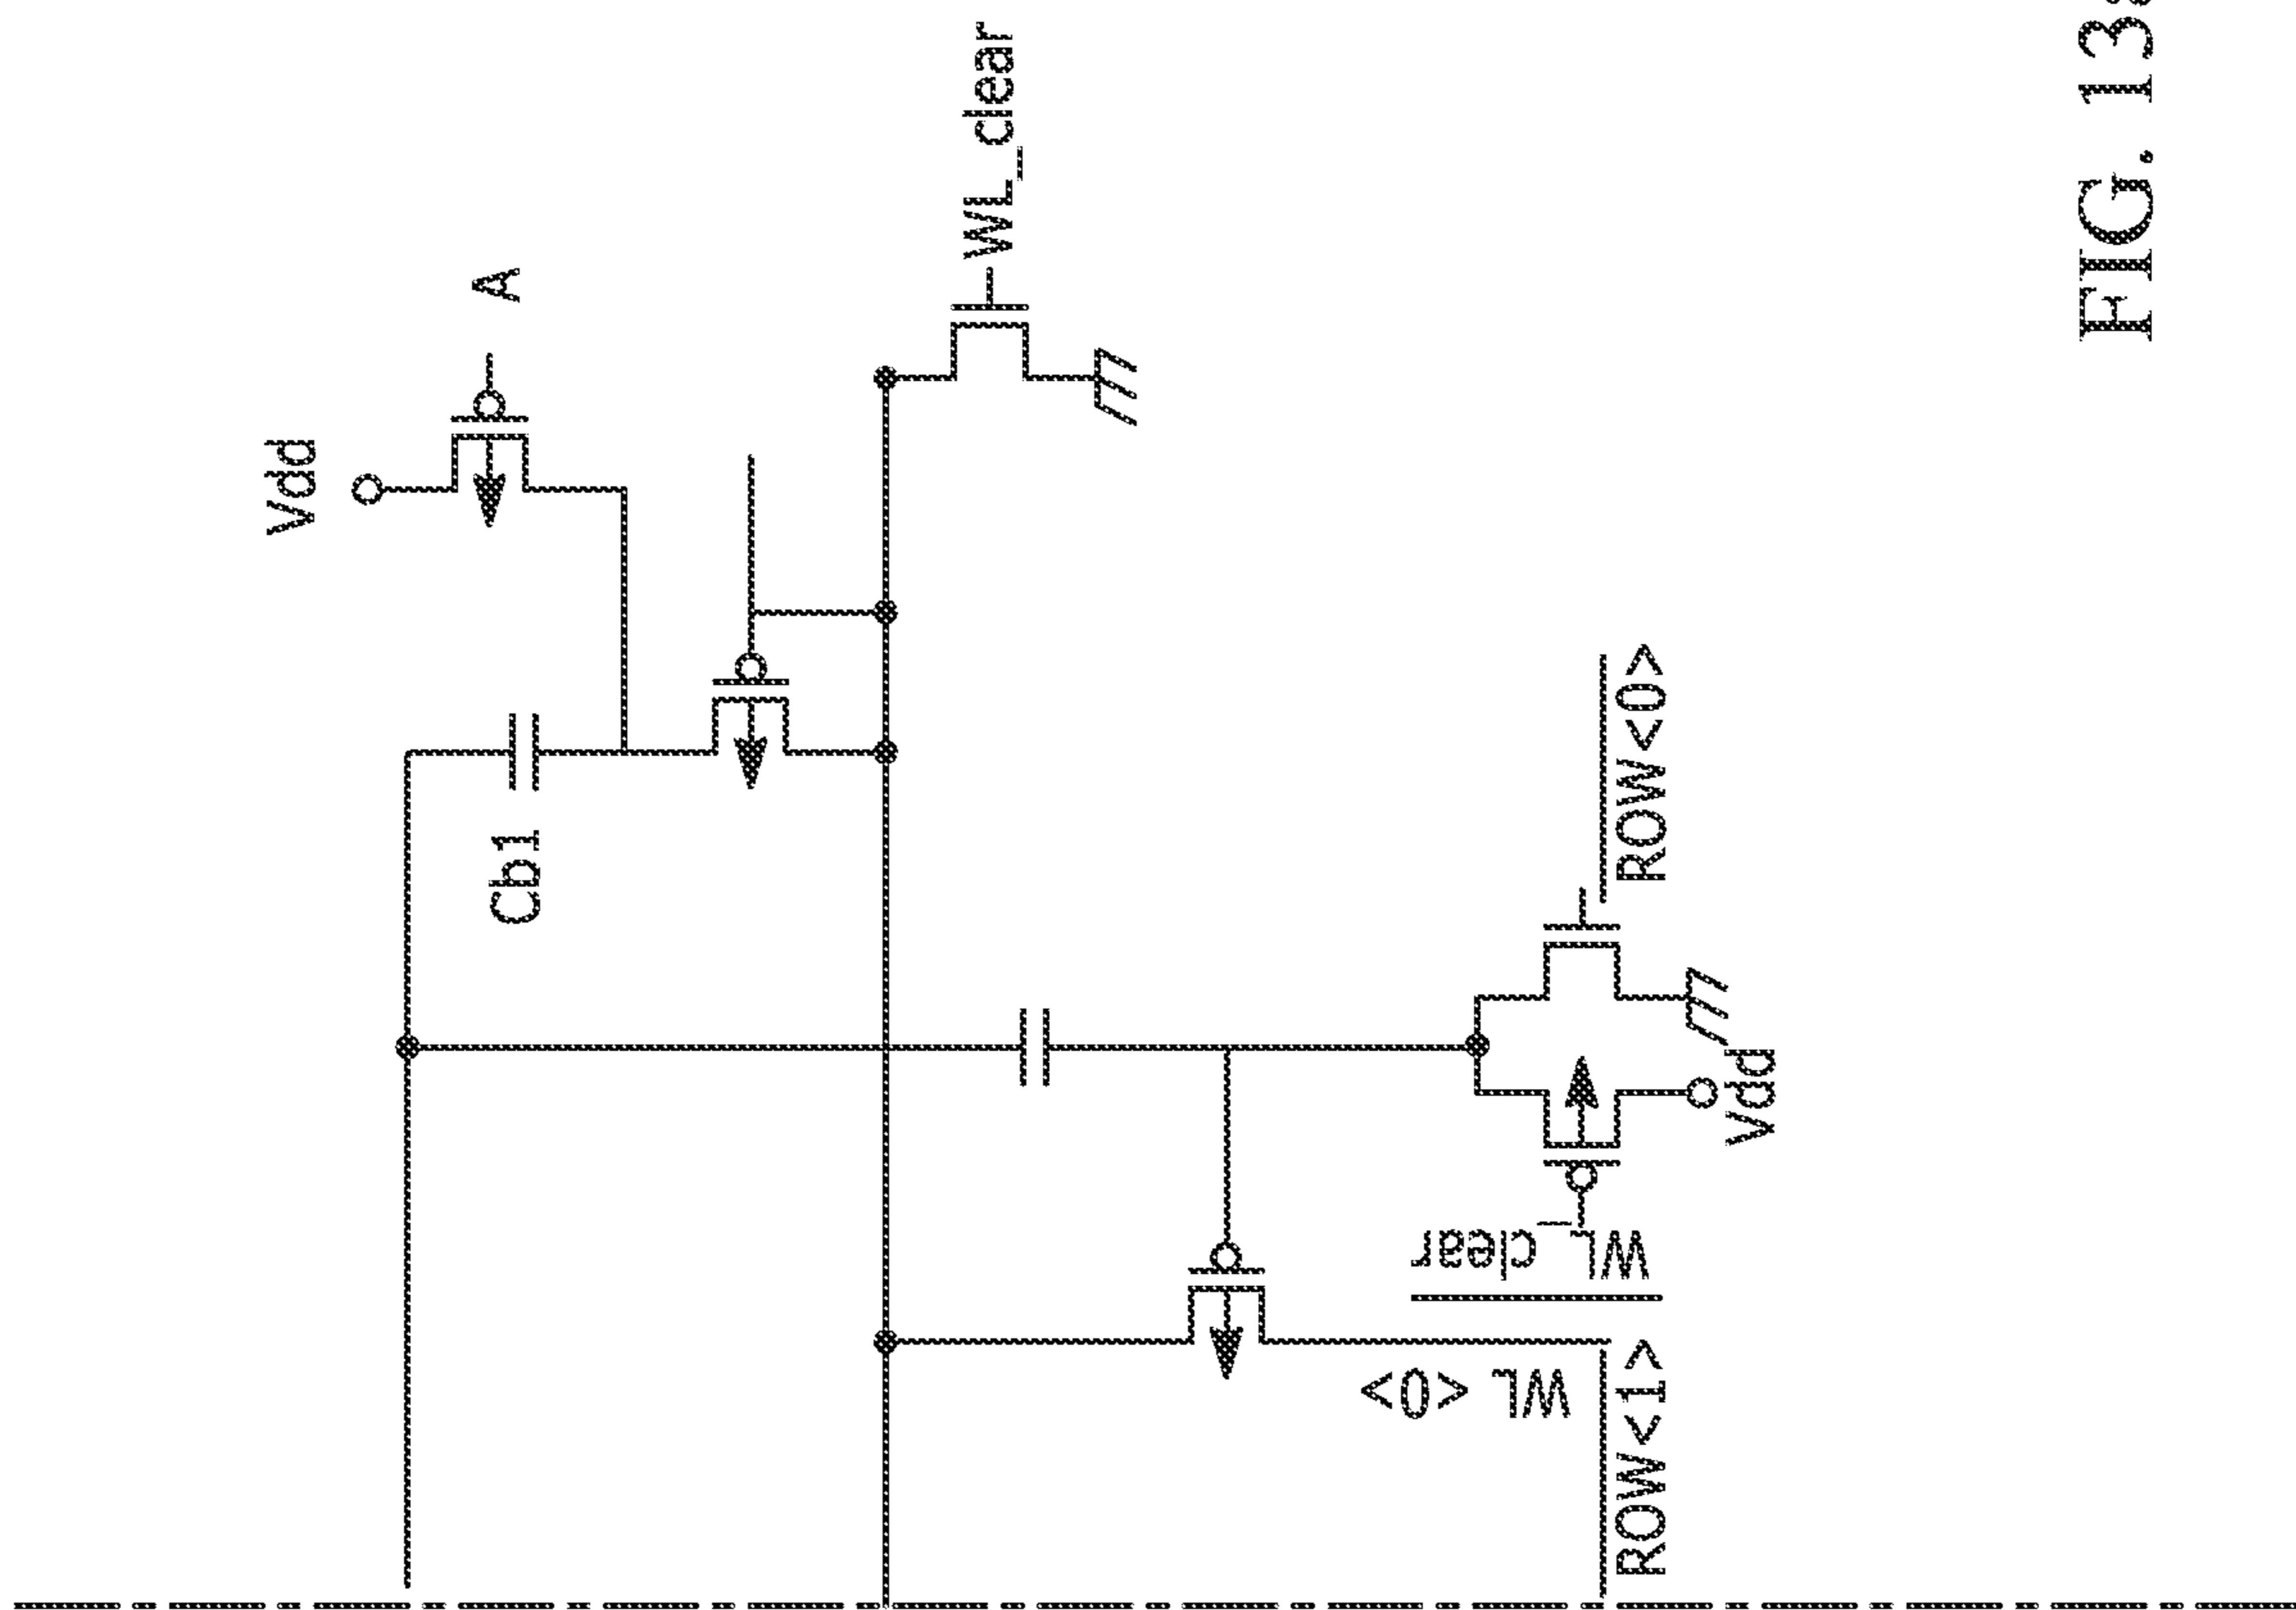 Vdd
A
WL_clear
Cb1
ROW<0>
Vdd
WL_clear
WL <0>
ROW<1>
FIG. 13